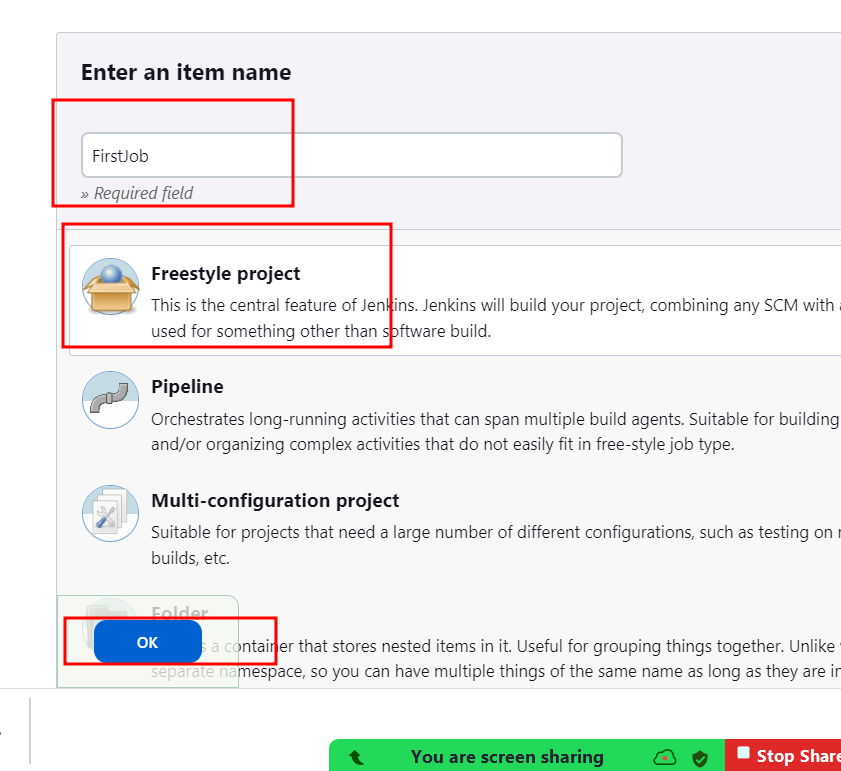 Enter an item name
FirstJob
» Required field
Freestyle project
This is the central feature of Jenkins. Jenkins will build your project, combining any SCM with
used for something other than software build.
Pipeline
Orchestrates long-running activities that can span multiple build agents. Suitable for building
and/or organizing complex activities that do not easily fit in free-style job type.
Multi-configuration project
Suitable for projects that need a large number of different configurations, such as testing on
builds, etc.
Folder
OK
a container that stores nested items in it. Useful for grouping things together. Unlike
separate namespace, so you can have multiple things of the same name as long as they are in
You are screen sharing
Stop Share